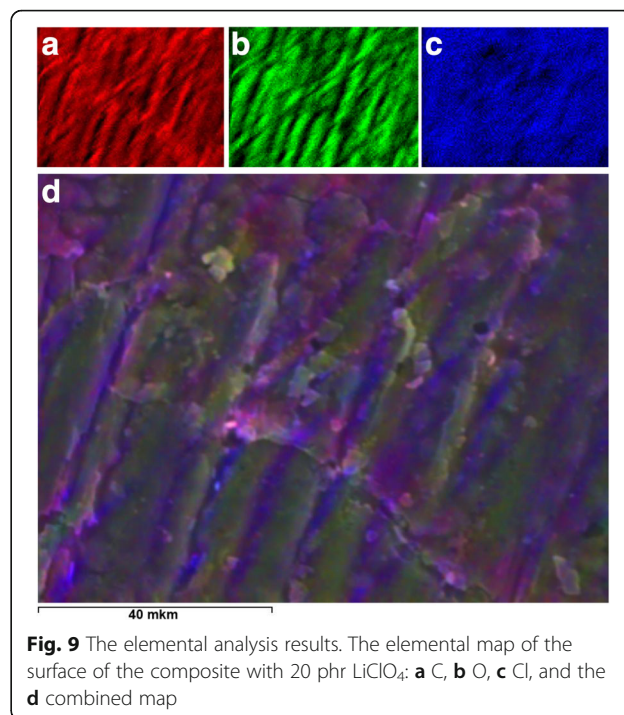 a b c
d
40 mkm
Fig. 9 The elemental analysis results. The elemental map of the
surface of the composite with 20 phr LiClO₄: a C, b O, c Cl, and the
d combined map